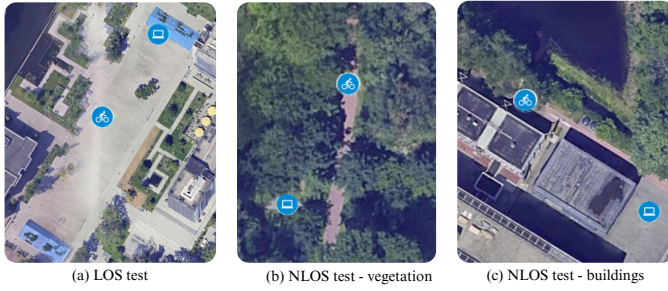 (a) LOS test
(b) NLOS test - vegetation
(c) NLOS test - buildings